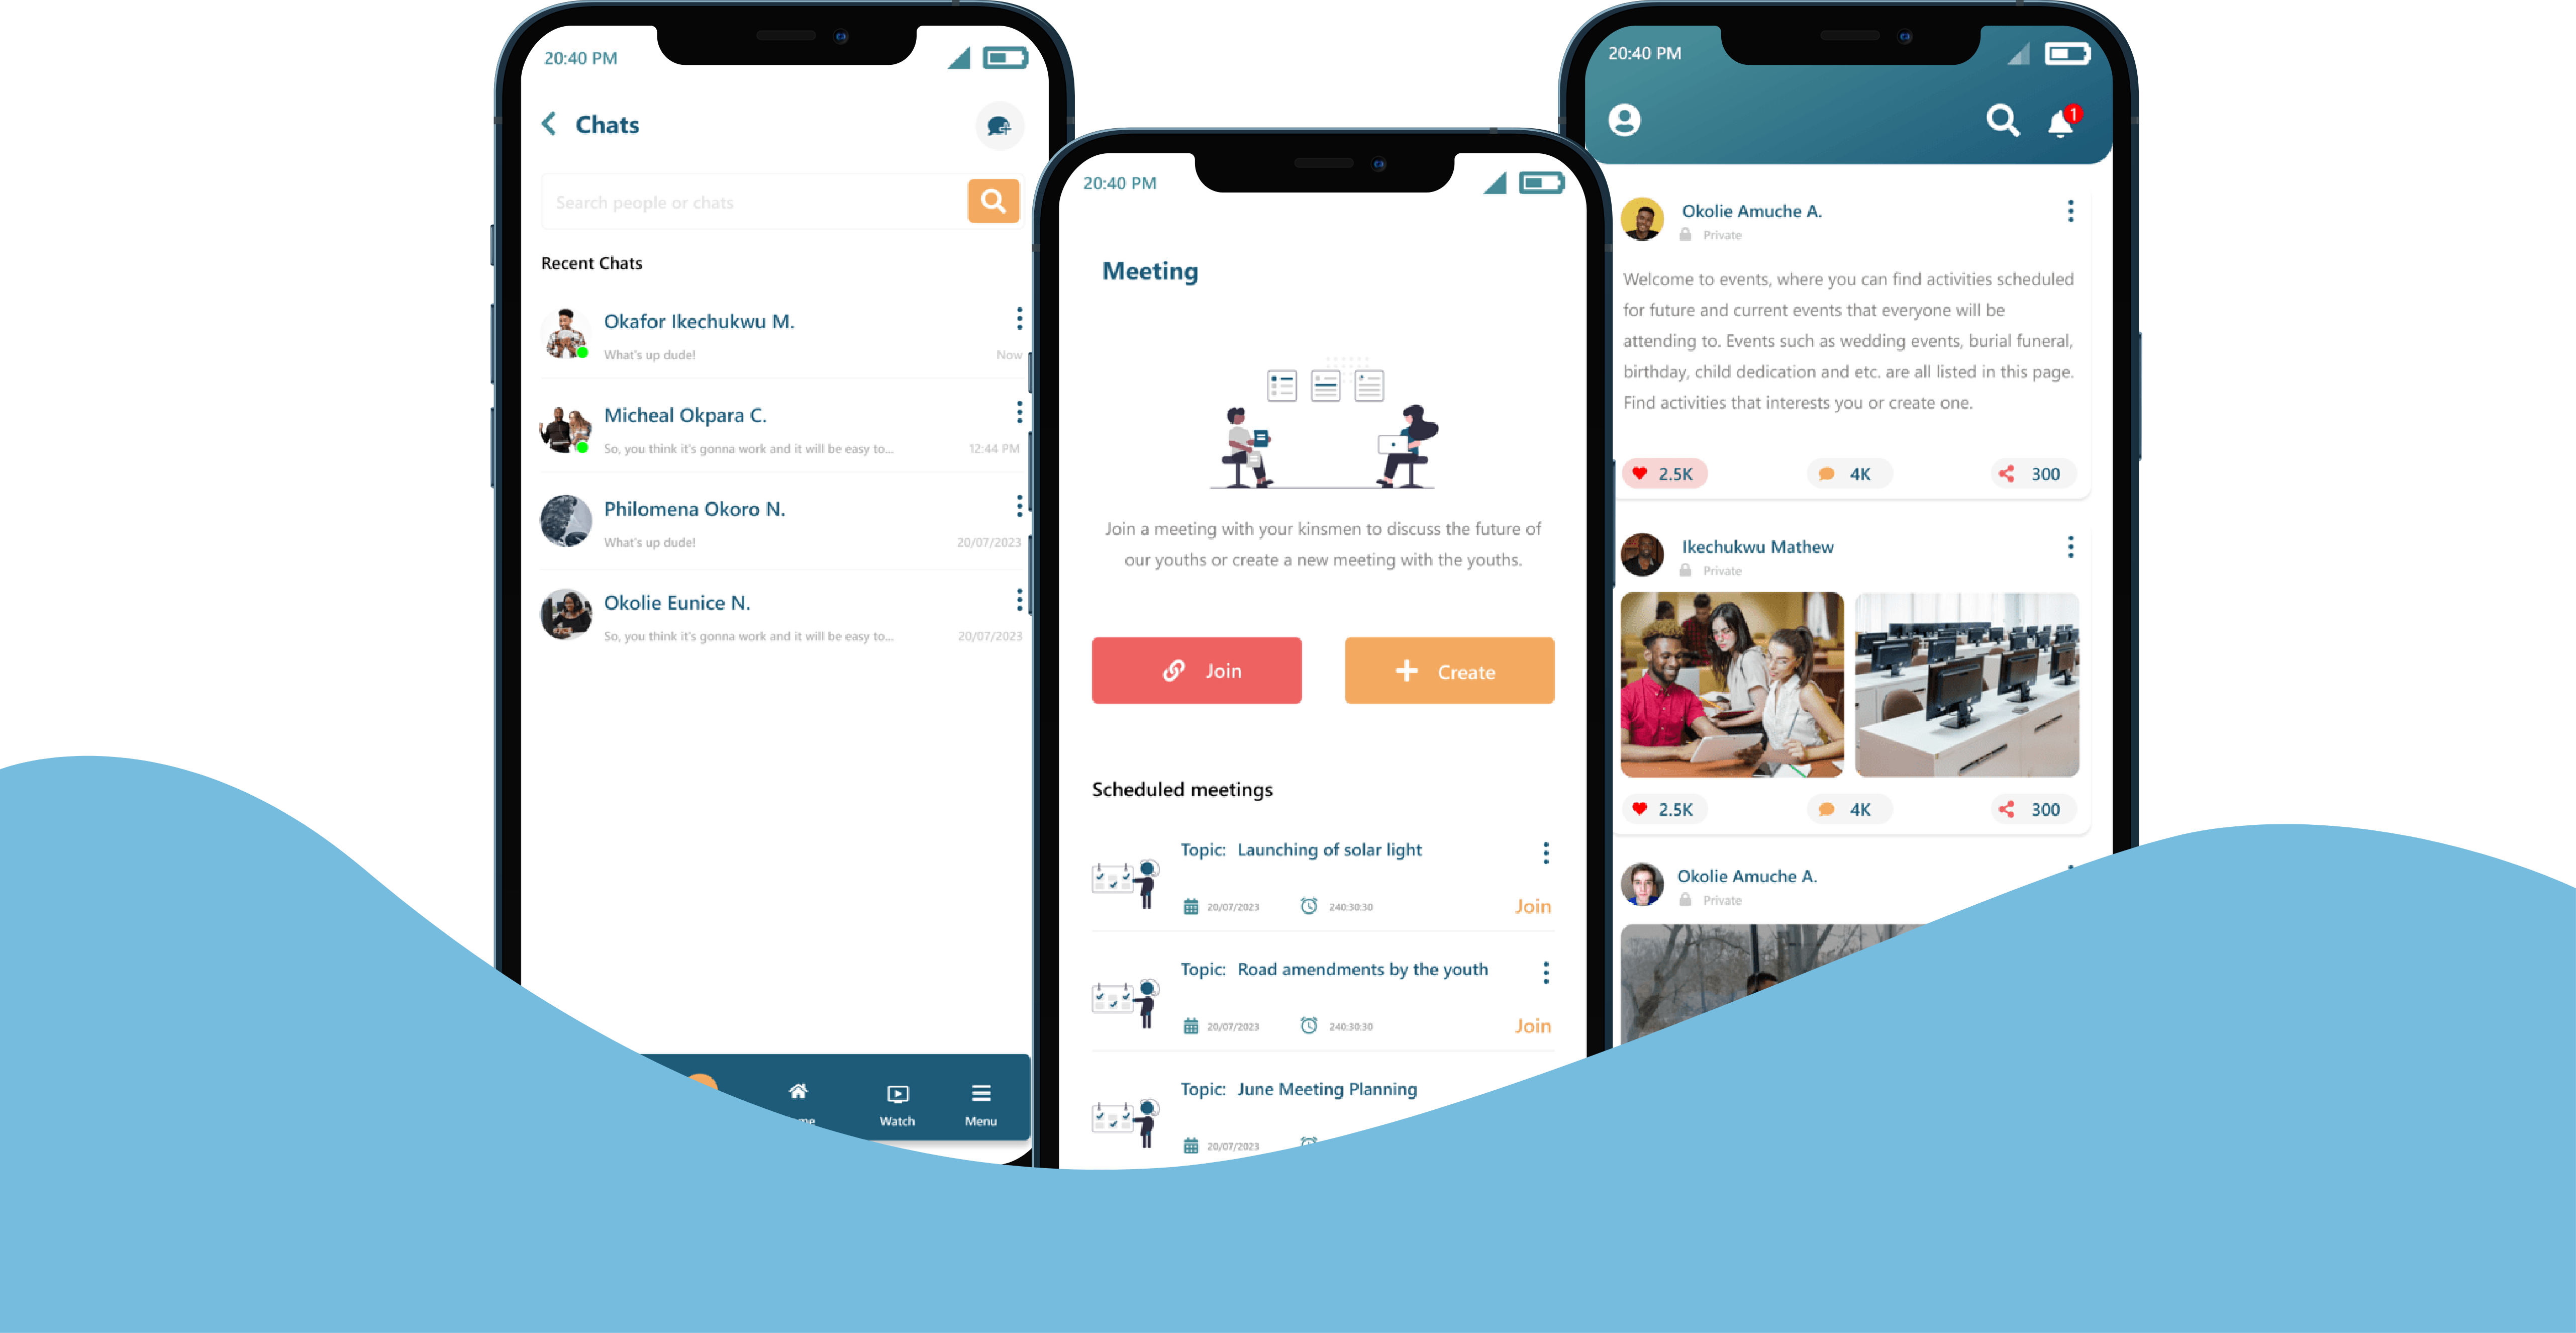 20:40 PM
Chats
Search people or chats
Recent Chats
Okafor Ikechukwu M.
What's up dude!
Now
Micheal Okpara C.
So, you think it's gonna work and it will be easy to...
12:44 PM
Philomena Okoro N.
What's up dude!
20/07/2023
Okolie Eunice N.
So, you think it's gonna work and it will be easy to...
20/07/2023
Watch
Menu
20:40 PM
Meeting
Join a meeting with your kinsmen to discuss the future of
our youths or create a new meeting with the youths.
Join
Create
Scheduled meetings
Topic: Launching of solar light
20/07/2023
240:30:30
Join
Topic: Road amendments by the youth
20/07/2023
240:30:30
Join
Topic: June Meeting Planning
20/07/2023
20:40 PM
1
Okolie Amuche A.
Private
Welcome to events, where you can find activities scheduled
for future and current events that everyone will be
attending to. Events such as wedding events, burial funeral,
birthday, child dedication and etc. are all listed in this page.
Find activities that interests you or create one.
2.5K
4K
300
Ikechukwu Mathew
Private
2.5K
4K
300
Okolie Amuche A.
Private